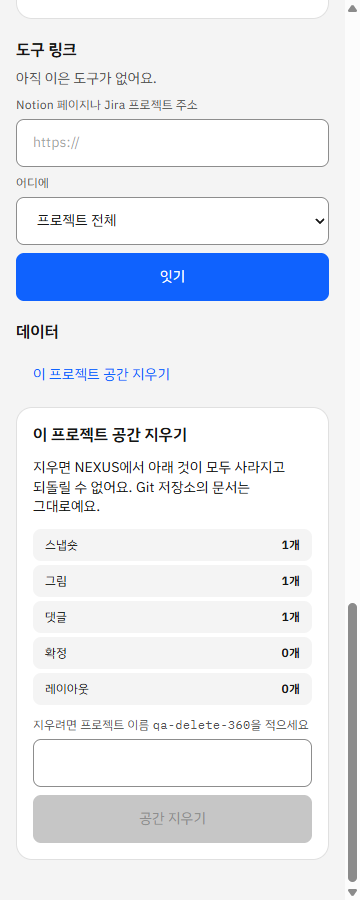 도구 링크
아직 이은 도구가 없어요.
Notion 페이지나 Jira 프로젝트 주소
https://
어디에
프로젝트 전체
잇기
데이터
이 프로젝트 공간 지우기
이 프로젝트 공간 지우기
지우면 NEXUS에서 아래 것이 모두 사라지고
되돌릴 수 없어요. Git 저장소의 문서는
그대로예요.
스냅숏 1개
그림 1개
댓글 1개
확정 0개
레이아웃 0개
지우려면 프로젝트 이름 qa-delete-360을 적으세요
공간 지우기